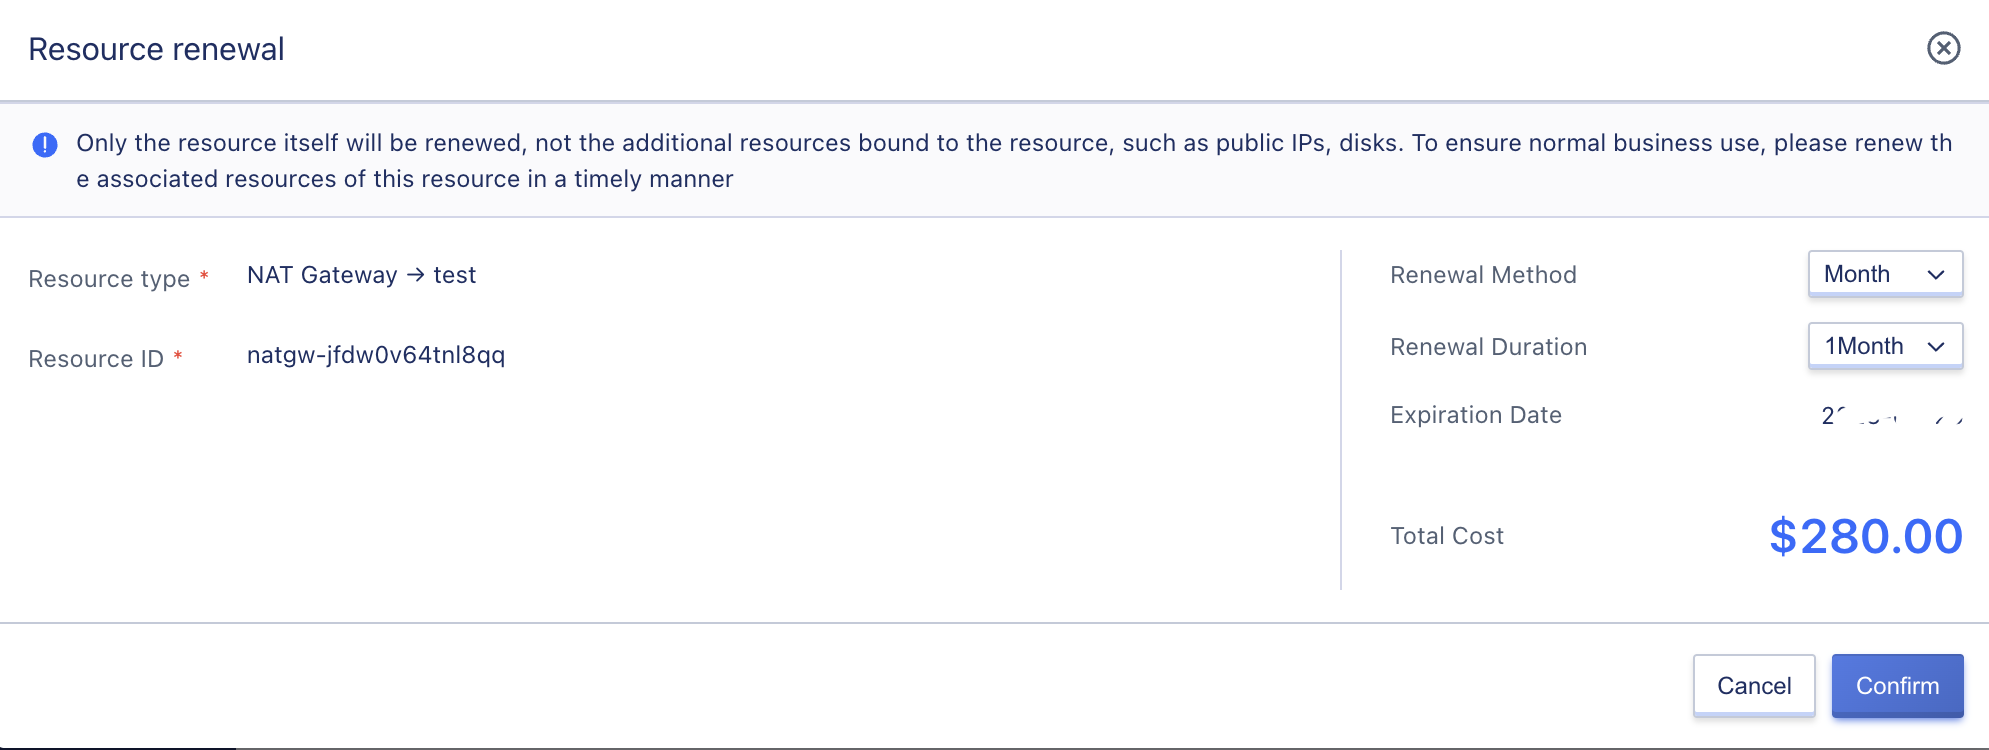 Resource renewal
Only the resource itself will be renewed, not the additional resources bound to the resource, such as public IPs, disks. To ensure normal business use, please renew th
e associated resources of this resource in a timely manner
Resource type *
NAT Gateway → test
Resource ID *
natgw-jfdw0v64tnl8qq
Renewal Method
Month
Renewal Duration
1Month
Expiration Date
Total Cost
$280.00
Cancel
Confirm